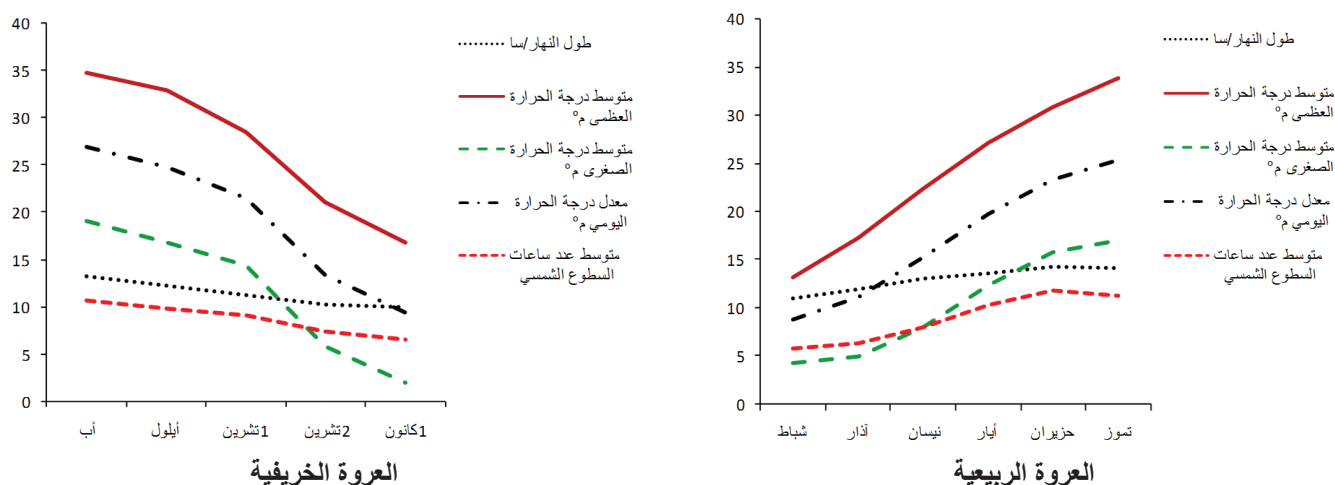 40
35
30
25
20
15
10
5
0
أب
أيلول
تشرين1
تشرين2
كانون1
طول النهار/سا
متوسط درجة الحرارة
العظمى م°
متوسط درجة الحرارة
الصغرى م°
معدل درجة الحرارة
اليومي م°
متوسط عدد ساعات
السطوع الشمسي
العروة الخريفية
40
35
30
25
20
15
10
5
0
شباط
آذار
نيسان
أيار
حزيران
تموز
طول النهار/سا
متوسط درجة الحرارة
العظمى م°
متوسط درجة الحرارة
الصغرى م°
معدل درجة الحرارة
اليومي م°
متوسط عدد ساعات
السطوع الشمسي
العروة الربيعية